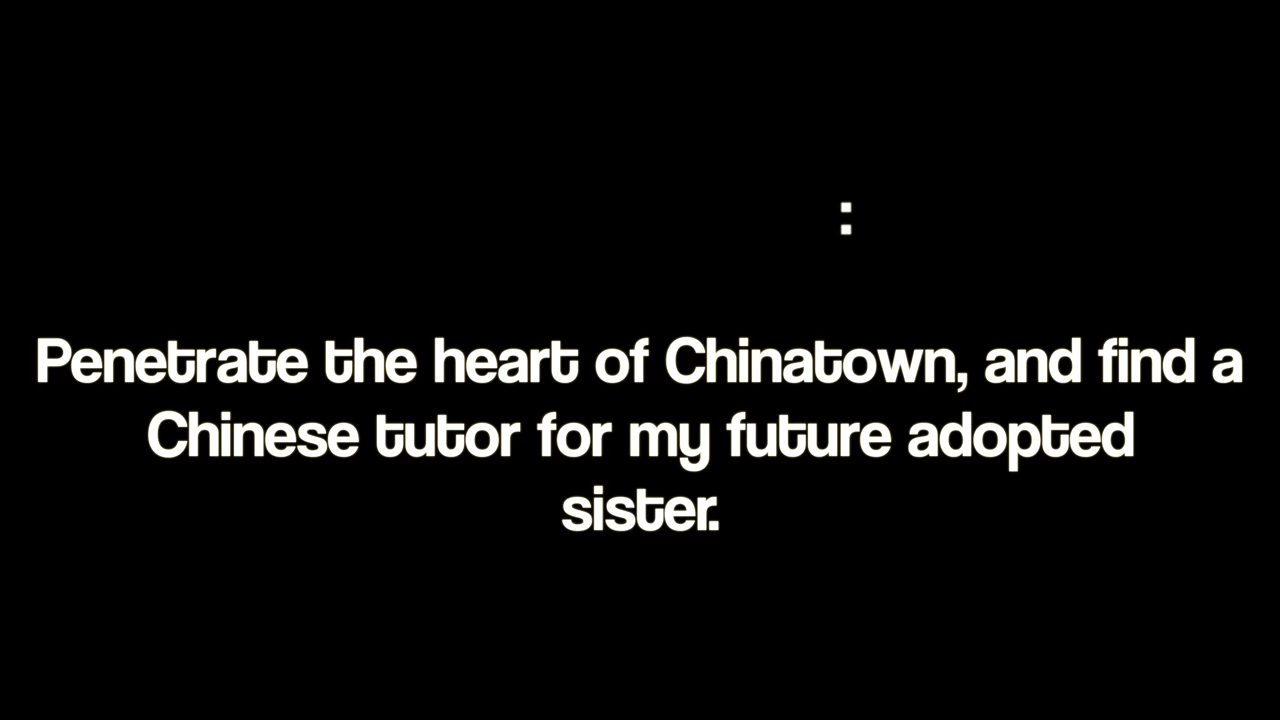 :
Penetrate the heart of Chinatown, and find a
Chinese tutor for my future adopted
sister.